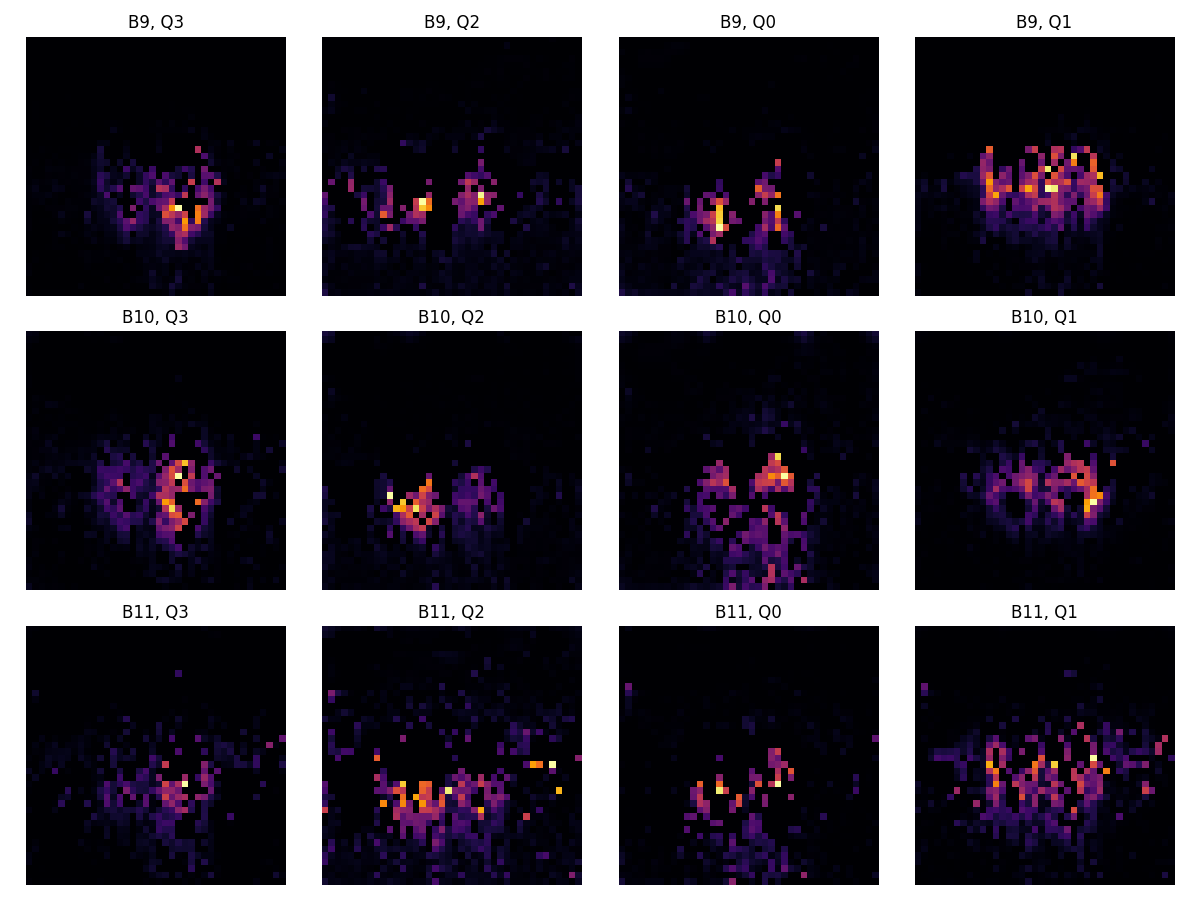 B9, Q3
B9, Q2
B9, Q0
B9, Q1
B10, Q3
B10, Q2
B10, Q0
B10, Q1
B11, Q3
B11, Q2
B11, Q0
B11, Q1